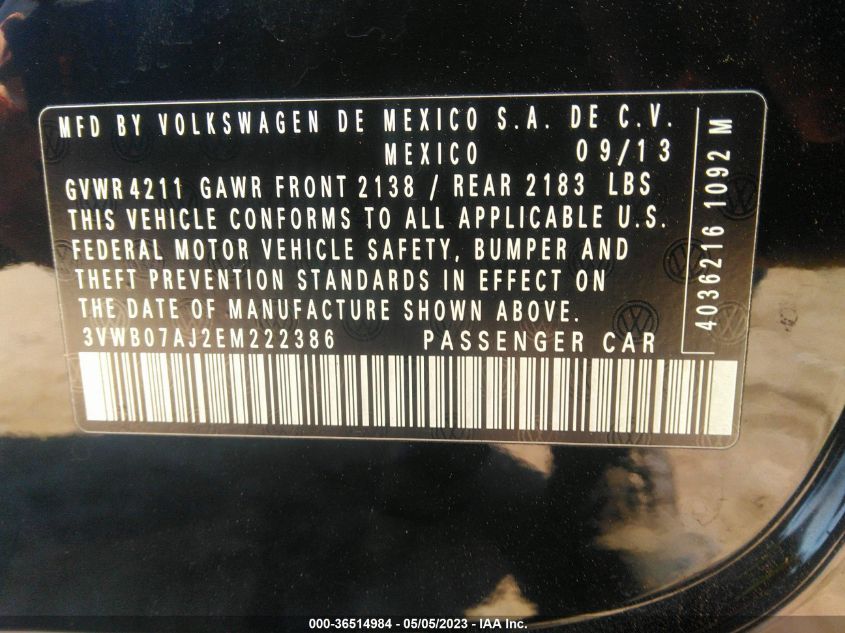 MFD BY VOLKSWAGEN DE MEXICO S.A. DE C.V.
MEXICO 09/13
GVWR 4211 GAWR FRONT 2138 / REAR 2183 LBS
THIS VEHICLE CONFORMS TO ALL APPLICABLE U.S.
FEDERAL MOTOR VEHICLE SAFETY, BUMPER AND
THEFT PREVENTION STANDARDS IN EFFECT ON
THE DATE OF MANUFACTURE SHOWN ABOVE.
3VWB07AJ2EM222386 PASSENGER CAR
4036216 1092 M
000-36514984 - 05/05/2023 - IAA Inc.